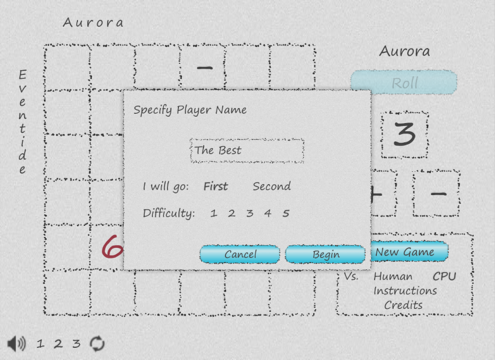 Aurora
Eventide
Aurora
Roll
3
-
+ -
6
Specify Player Name
The Best
I will go: First Second
Difficulty: 1 2 3 4 5
Cancel Begin
New Game
Vs. Human CPU
Instructions
Credits
1 2 3